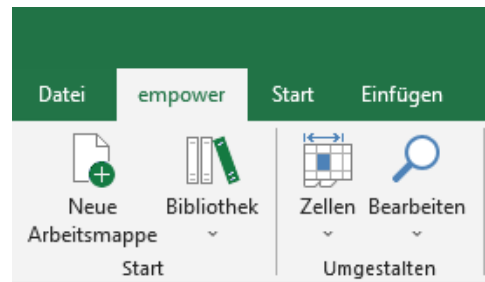 Datei empower Start Einfügen
Neue Arbeitsmappe
Bibliothek
Zellen
Bearbeiten
Start
Umgestalten